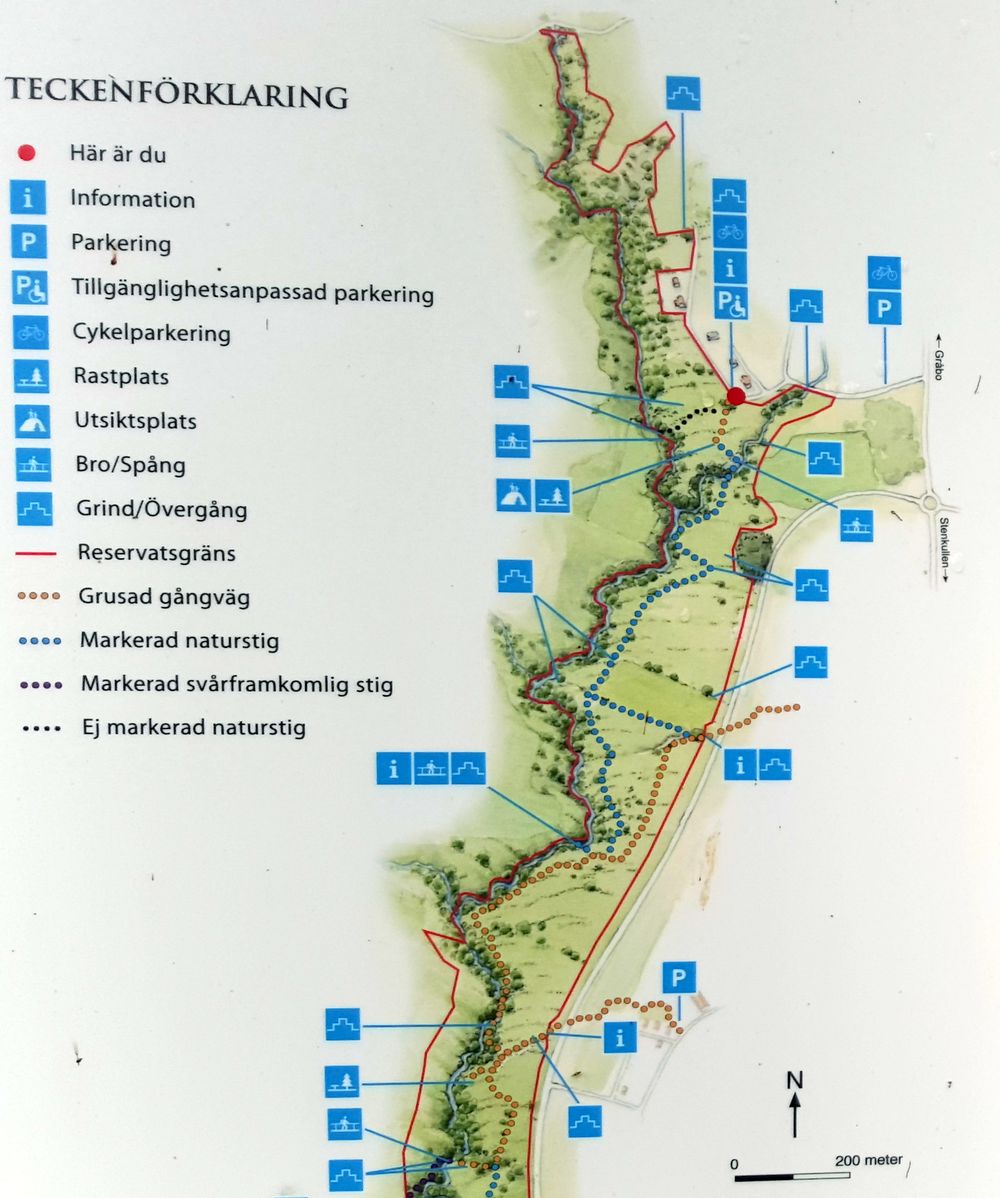 TECKENFÖRKLARING
Här är du
i Information
P Parkering
P Tillgänglighetsanpassad parkering
Cykelparkering
Rastplats
Utsiktsplats
Bro/Spång
Grind/Övergång
Reservatsgräns
Grusad gångväg
Markerad naturstig
Markerad svårframkomlig stig
Ej markerad naturstig
i
P
P
← Gråbo
Stenkullen →
i
i
P
i
N
0 200 meter